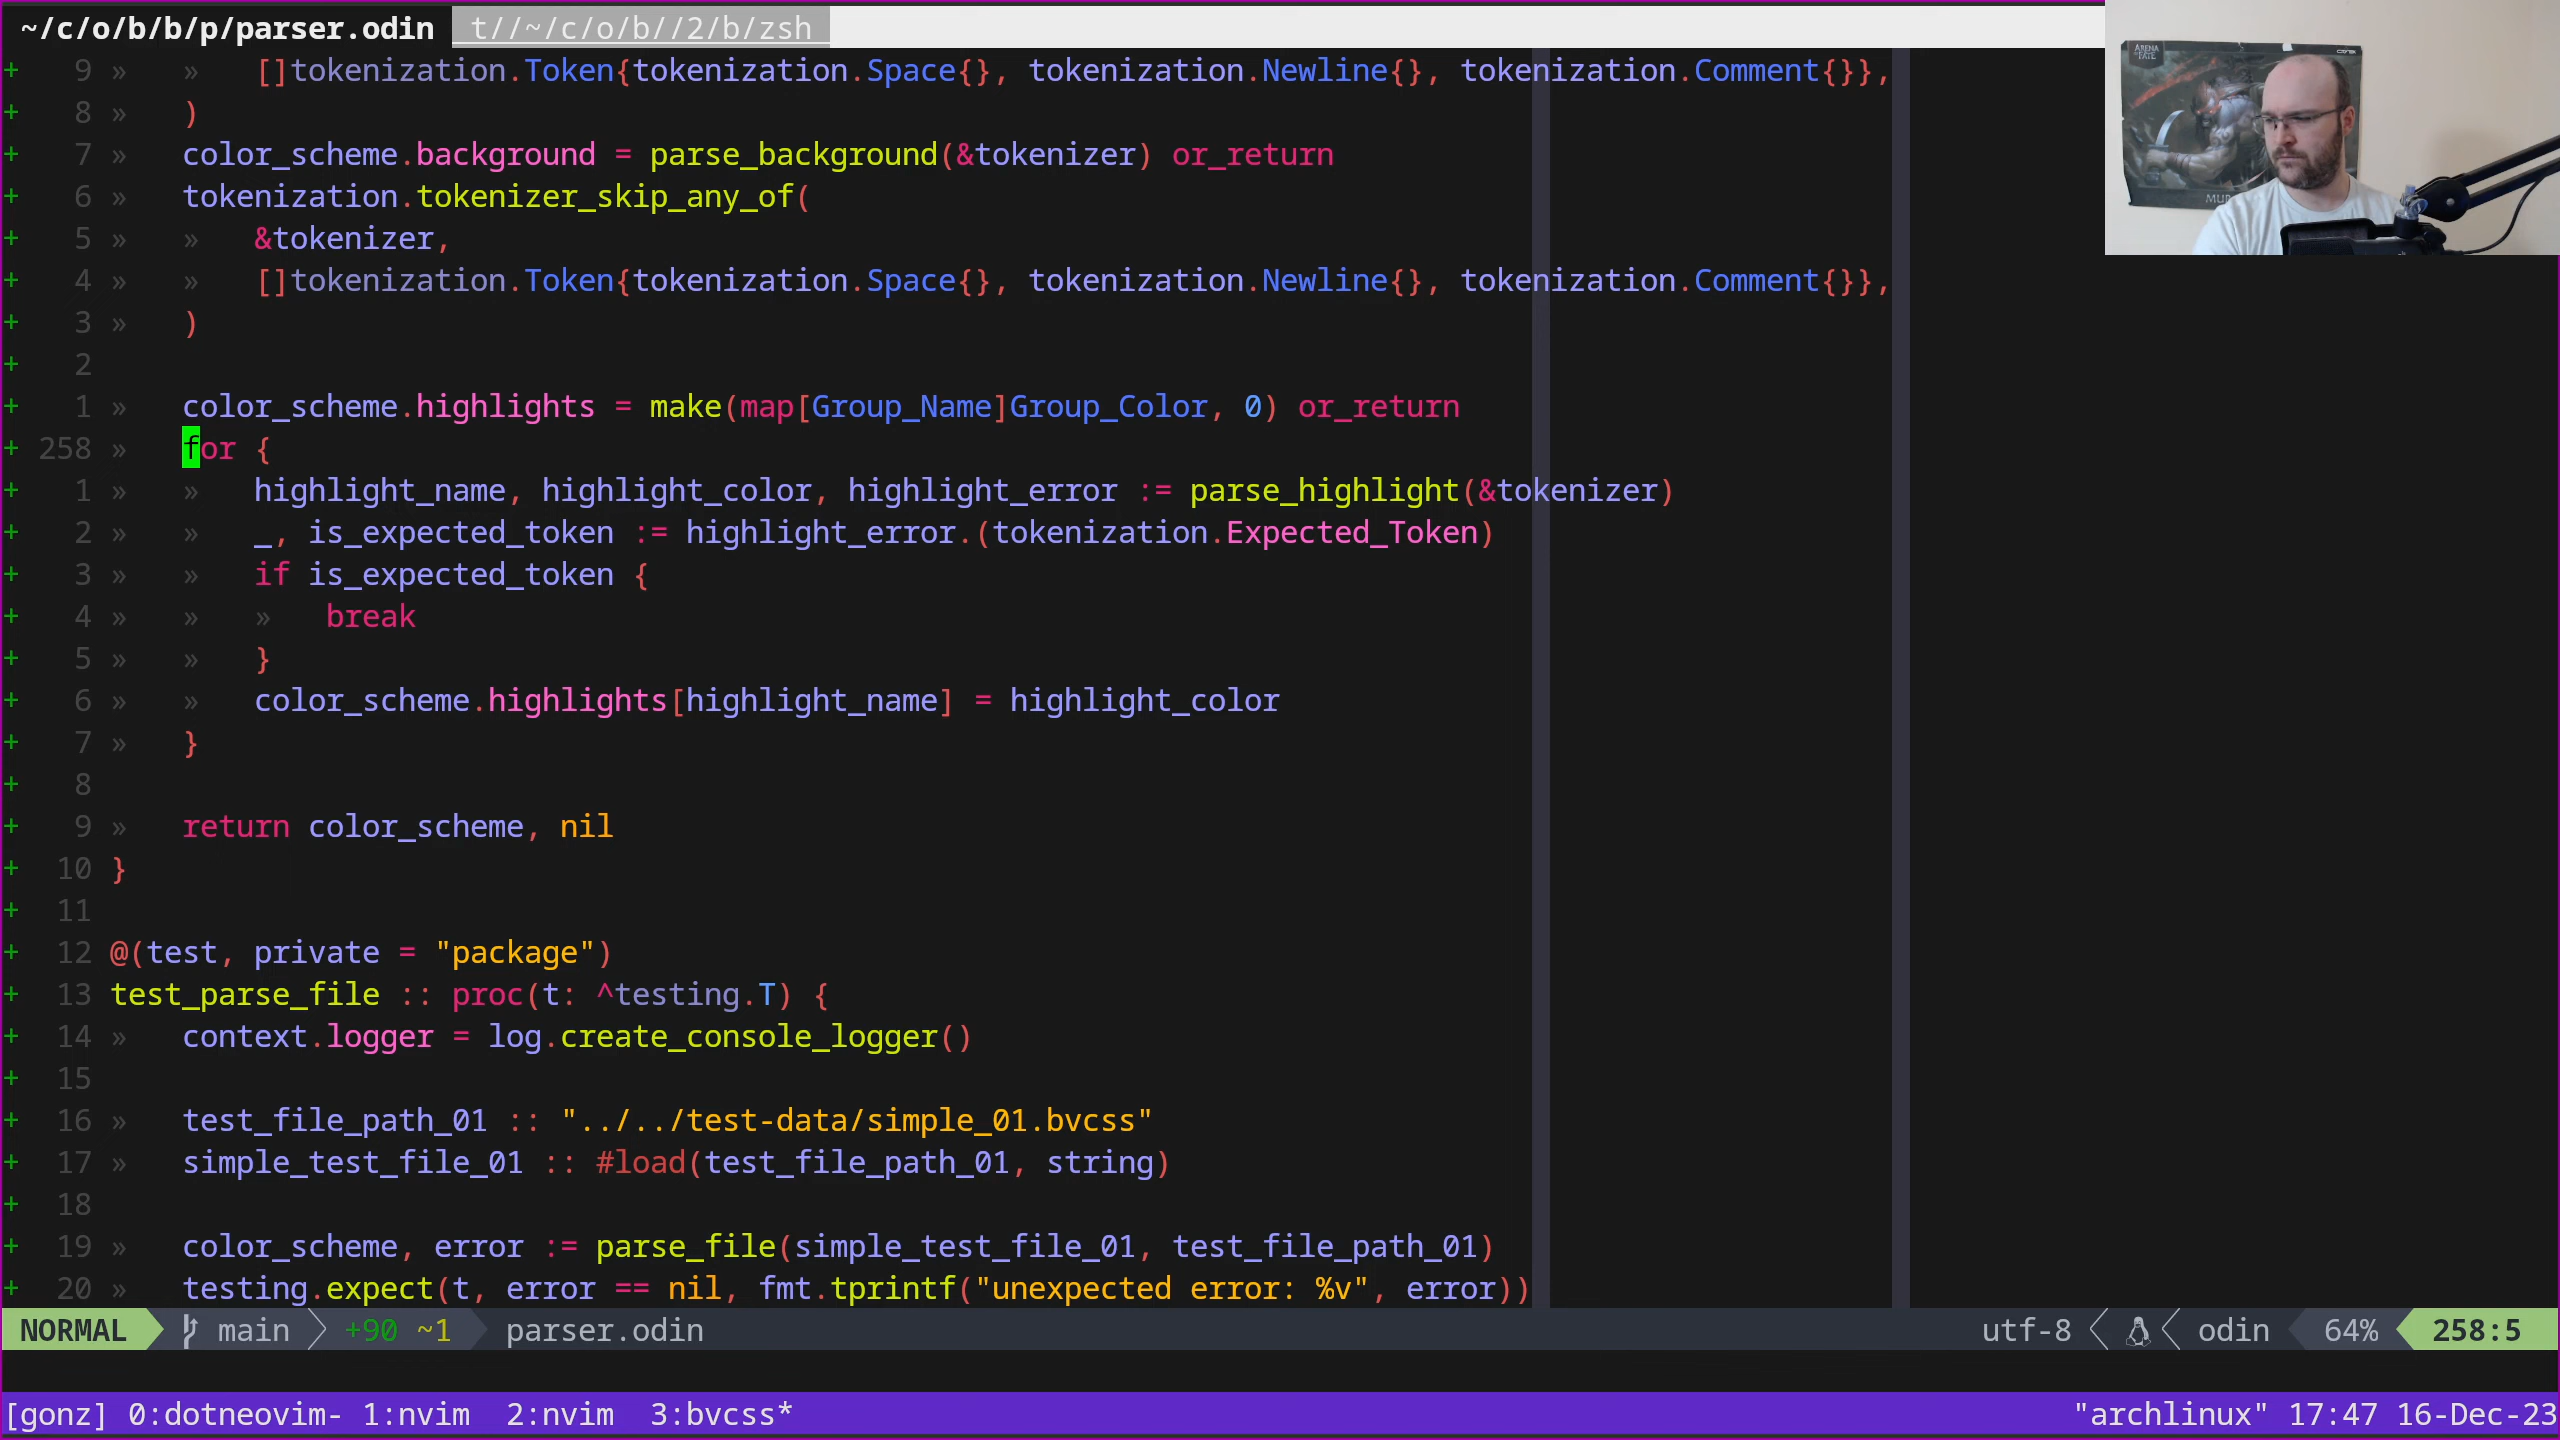 ~/c/o/b/b/p/parser.odin t//~/c/o/b//2/b/zsh
+ 9 » » []tokenization.Token{tokenization.Space{}, tokenization.Newline{}, tokenization.Comment{}},
+ 8 » )
+ 7 » color_scheme.background = parse_background(&tokenizer) or_return
+ 6 » tokenization.tokenizer_skip_any_of(
+ 5 » » &tokenizer,
+ 4 » » []tokenization.Token{tokenization.Space{}, tokenization.Newline{}, tokenization.Comment{}},
+ 3 » )
+ 2
+ 1 » color_scheme.highlights = make(map[Group_Name]Group_Color, 0) or_return
+ 258 » for {
+ 1 » » highlight_name, highlight_color, highlight_error := parse_highlight(&tokenizer)
+ 2 » » _, is_expected_token := highlight_error.(tokenization.Expected_Token)
+ 3 » » if is_expected_token {
+ 4 » » » break
+ 5 » » }
+ 6 » » color_scheme.highlights[highlight_name] = highlight_color
+ 7 » }
+ 8
+ 9 » return color_scheme, nil
+ 10 }
+ 11
+ 12 @(test, private = "package")
+ 13 test_parse_file :: proc(t: ^testing.T) {
+ 14 » context.logger = log.create_console_logger()
+ 15
+ 16 » test_file_path_01 :: "../../test-data/simple_01.bvcss"
+ 17 » simple_test_file_01 :: #load(test_file_path_01, string)
+ 18
+ 19 » color_scheme, error := parse_file(simple_test_file_01, test_file_path_01)
+ 20 » testing.expect(t, error == nil, fmt.tprintf("unexpected error: %v", error))
NORMAL main +90 ~1 parser.odin utf-8 odin 64% 258:5
[gonz] 0:dotneovim- 1:nvim 2:nvim 3:bvcss* "archlinux" 17:47 16-Dec-23